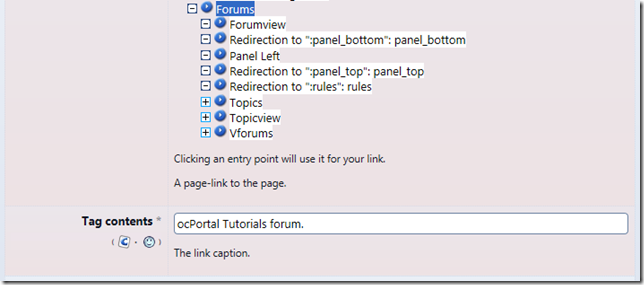 Forums
Forumview
Redirection to ":panel_bottom": panel_bottom
Panel Left
Redirection to ":panel_top": panel_top
Redirection to ":rules": rules
Topics
Topicview
Vforums
Clicking an entry point will use it for your link.
A page-link to the page.
Tag contents * ocPortal Tutorials forum.
The link caption.